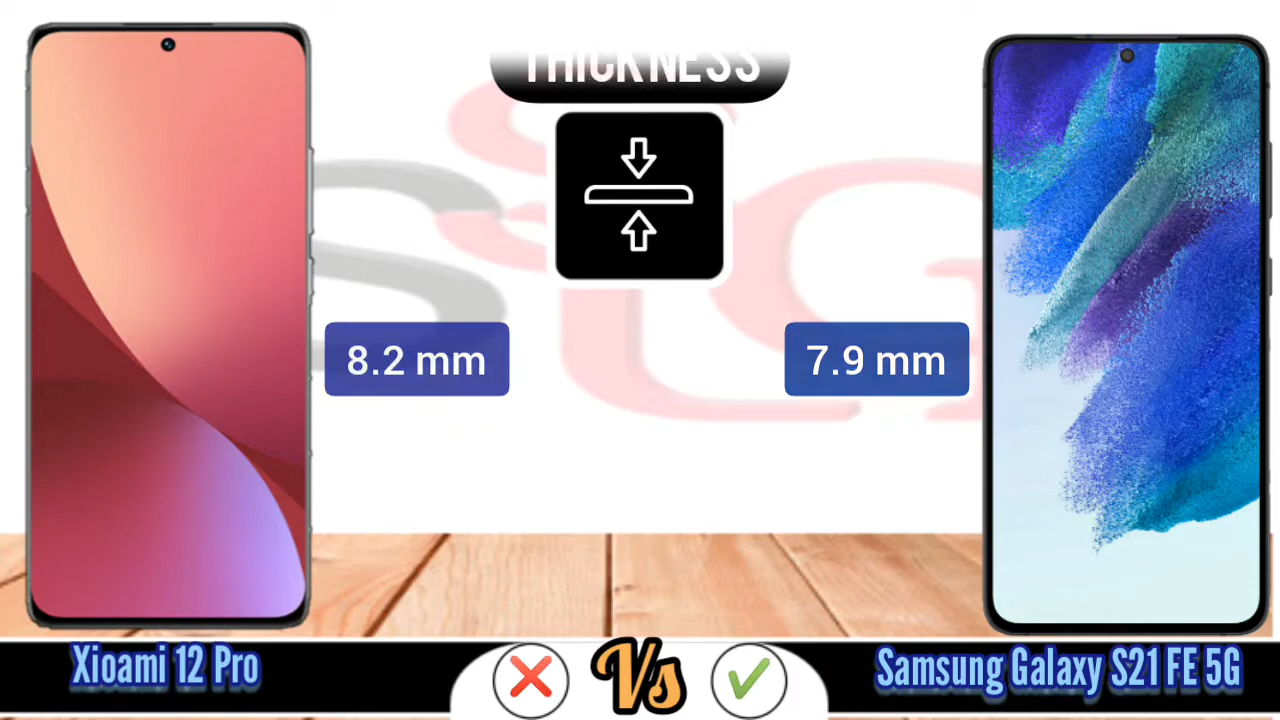 THICKNESS
8.2 mm
7.9 mm
Xioami 12 Pro
Vs
Samsung Galaxy S21 FE 5G